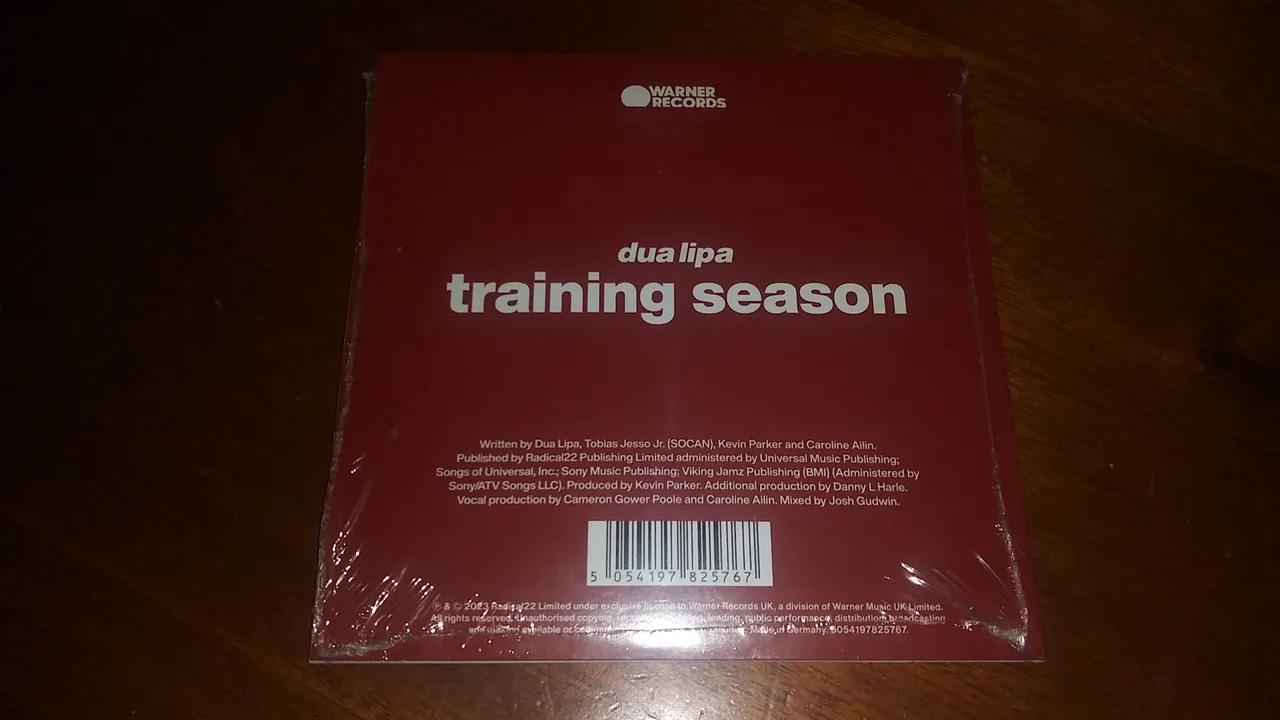 WARNER
RECORDS
dua lipa
training season
Written by Dua Lipa, Tobias Jesso Jr. (SOCAN), Kevin Parker and Caroline Ailin.
Published by Radical22 Publishing Limited administered by Universal Music Publishing;
Songs of Universal, Inc.; Sony Music Publishing; Viking Jamz Publishing (BMI) (Administered by
Sony/ATV Songs LLC). Produced by Kevin Parker. Additional production by Danny L Harle.
Vocal production by Cameron Gower Poole and Caroline Ailin. Mixed by Josh Gudwin.
5 054197 825767
℗ & © 2023 Radical22 Limited under exclusive license to Warner Records UK, a division of Warner Music UK Limited.
All rights reserved. Unauthorised copying, lending, public performance, distribution, broadcasting
and making available or Made in Germany. 5054197825767.